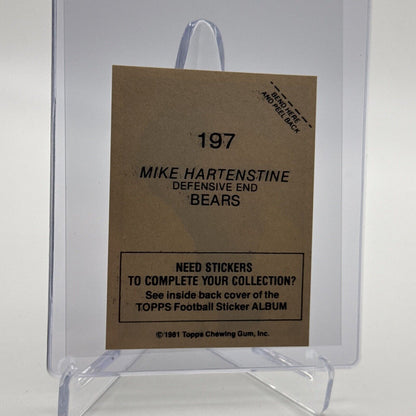 BEND HERE
AND PEEL BACK
197
MIKE HARTENSTINE
DEFENSIVE END
BEARS
NEED STICKERS
TO COMPLETE YOUR COLLECTION?
See inside back cover of the
TOPPS Football Sticker ALBUM
©1981 Topps Chewing Gum, Inc.